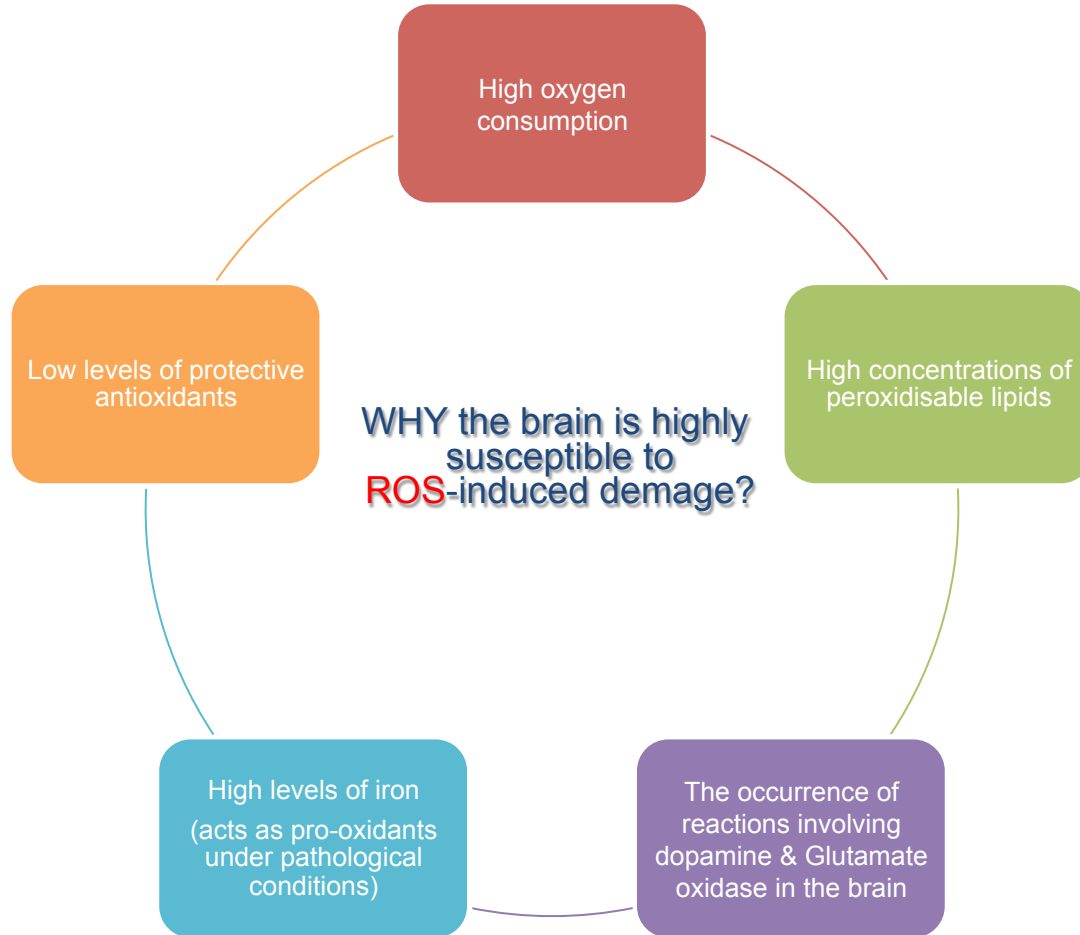 High oxygen
consumption
High concentrations of
peroxidisable lipids
The occurrence of
reactions involving
dopamine & Glutamate
oxidase in the brain
High levels of iron
(acts as pro-oxidants
under pathological
conditions)
Low levels of protective
antioxidants
WHY the brain is highly
susceptible to
ROS-induced demage?